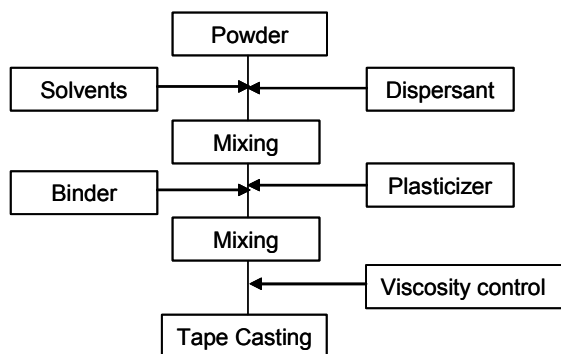 Powder
Solvents
Dispersant
Mixing
Binder
Plasticizer
Mixing
Viscosity control
Tape Casting